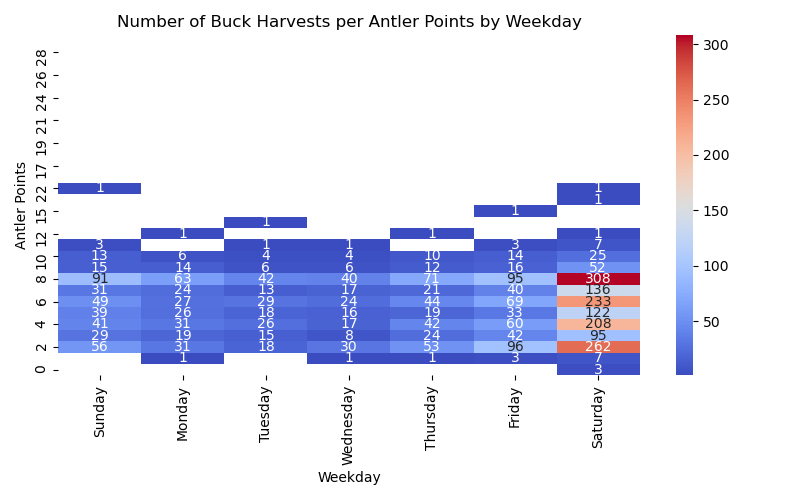 Number of Buck Harvests per Antler Points by Weekday
Antler Points
28
26
24
21
19
17
22 1 1
1
15 1
1
12 1 1 1
3 1 1 3 7
10 13 6 4 4 10 14 25
15 14 6 6 12 16 52
8 91 63 42 40 71 95 308
31 24 13 17 21 40 136
6 49 27 29 24 44 69 233
39 26 18 16 19 33 122
4 41 31 26 17 42 60 208
29 19 15 8 24 42 95
2 56 31 18 30 53 96 262
1 1 1 3 7
0 3
Sunday Monday Tuesday Wednesday Thursday Friday Saturday
Weekday
300
250
200
150
100
50